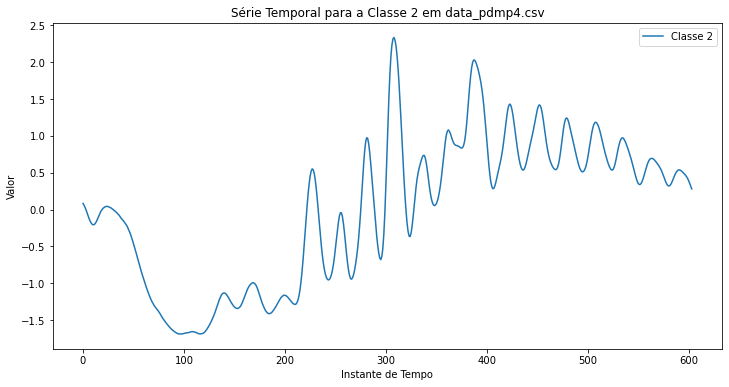 Série Temporal para a Classe 2 em data_pdmp4.csv
Classe 2
Valor
2.5
2.0
1.5
1.0
0.5
0.0
−0.5
−1.0
−1.5
0 100 200 300 400 500 600
Instante de Tempo